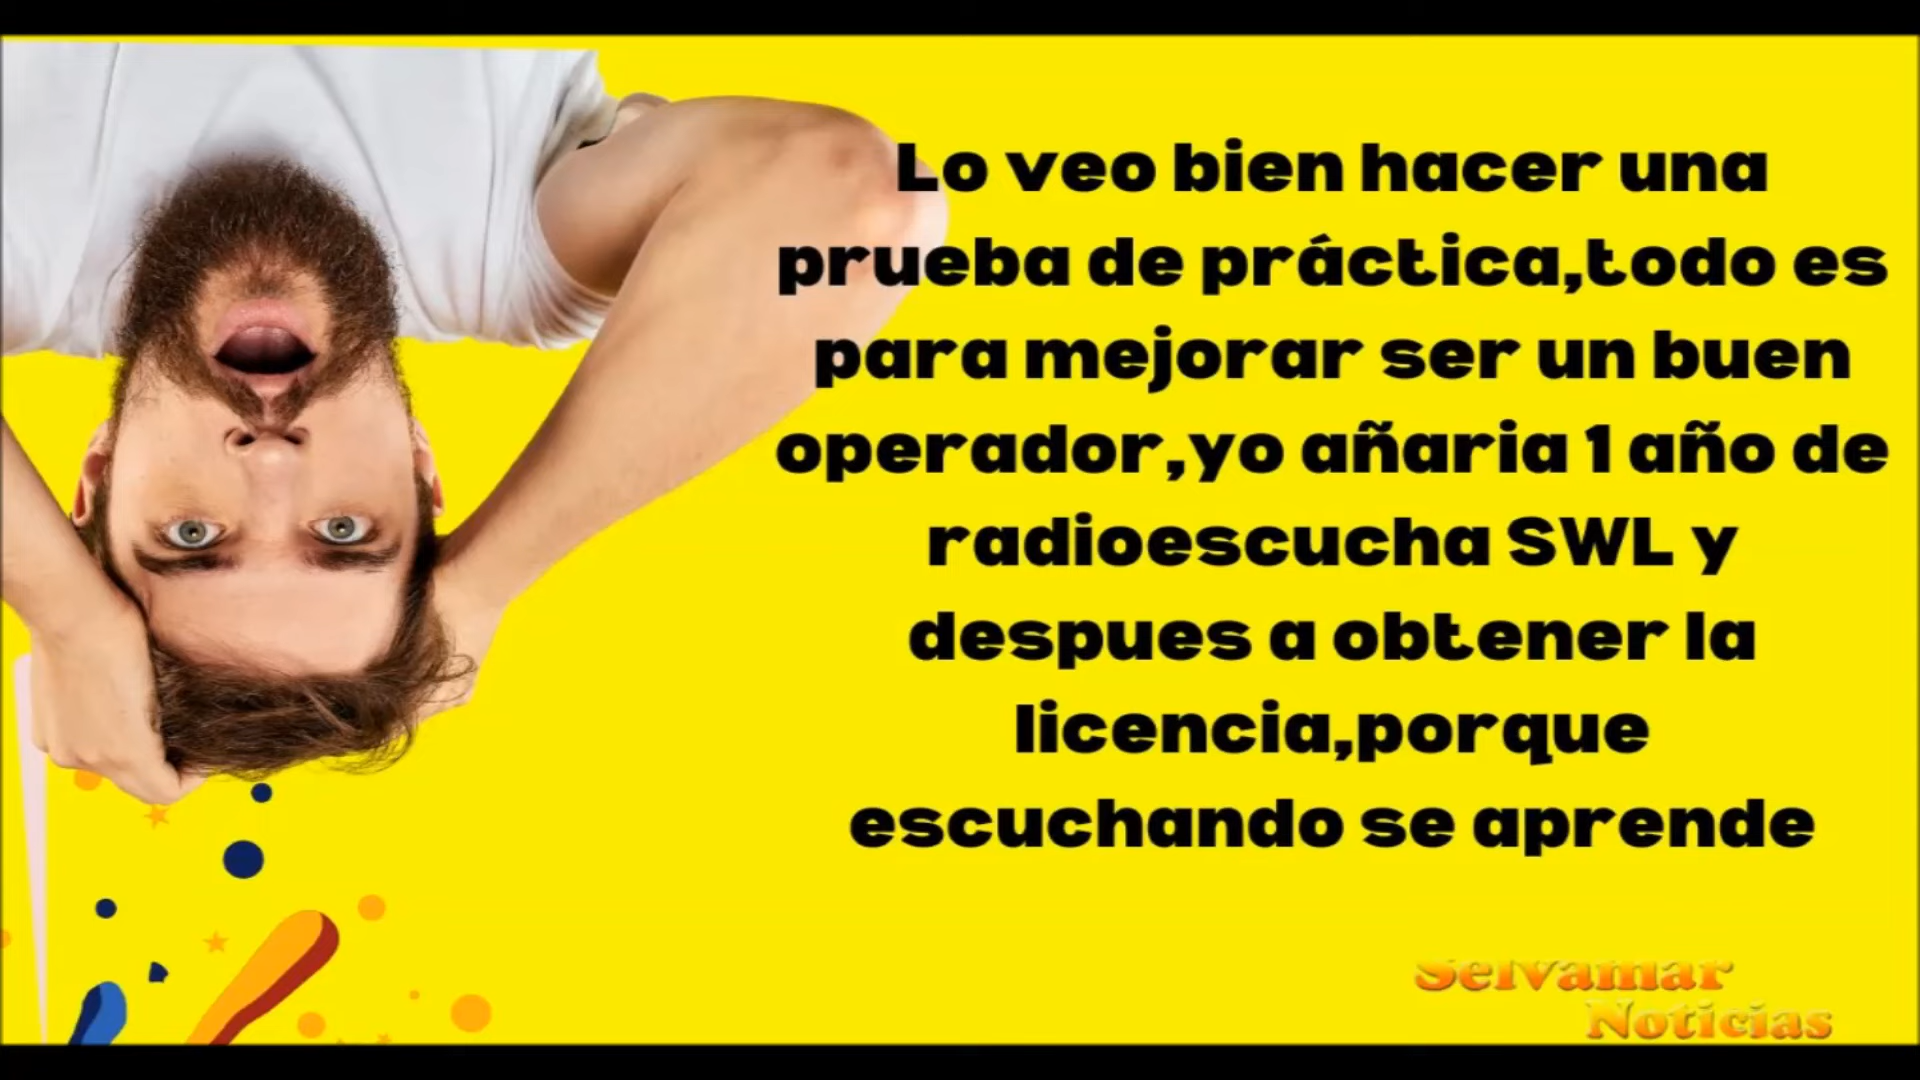 Lo veo bien hacer una
prueba de práctica,todo es
para mejorar ser un buen
operador,yo añaria 1 año de
radioescucha SWL y
despues a obtener la
licencia,porque
escuchando se aprende
Selvamar
Noticias